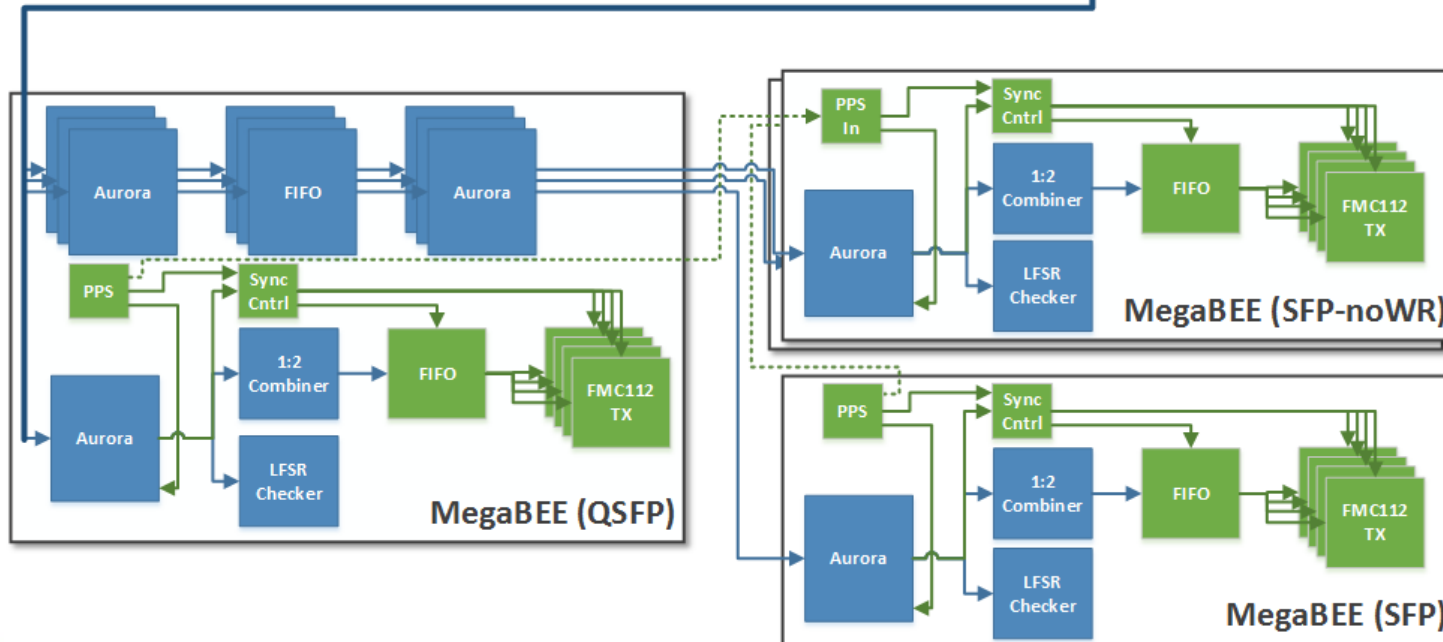 Aurora
FIFO
Aurora
PPS
Sync
Cntrl
1:2
Combiner
FIFO
FMC112
TX
Aurora
LFSR
Checker
MegaBEE (QSFP)
PPS
In
Sync
Cntrl
1:2
Combiner
FIFO
FMC112
TX
Aurora
LFSR
Checker
MegaBEE (SFP-noWR)
PPS
Sync
Cntrl
1:2
Combiner
FIFO
FMC112
TX
Aurora
LFSR
Checker
MegaBEE (SFP)